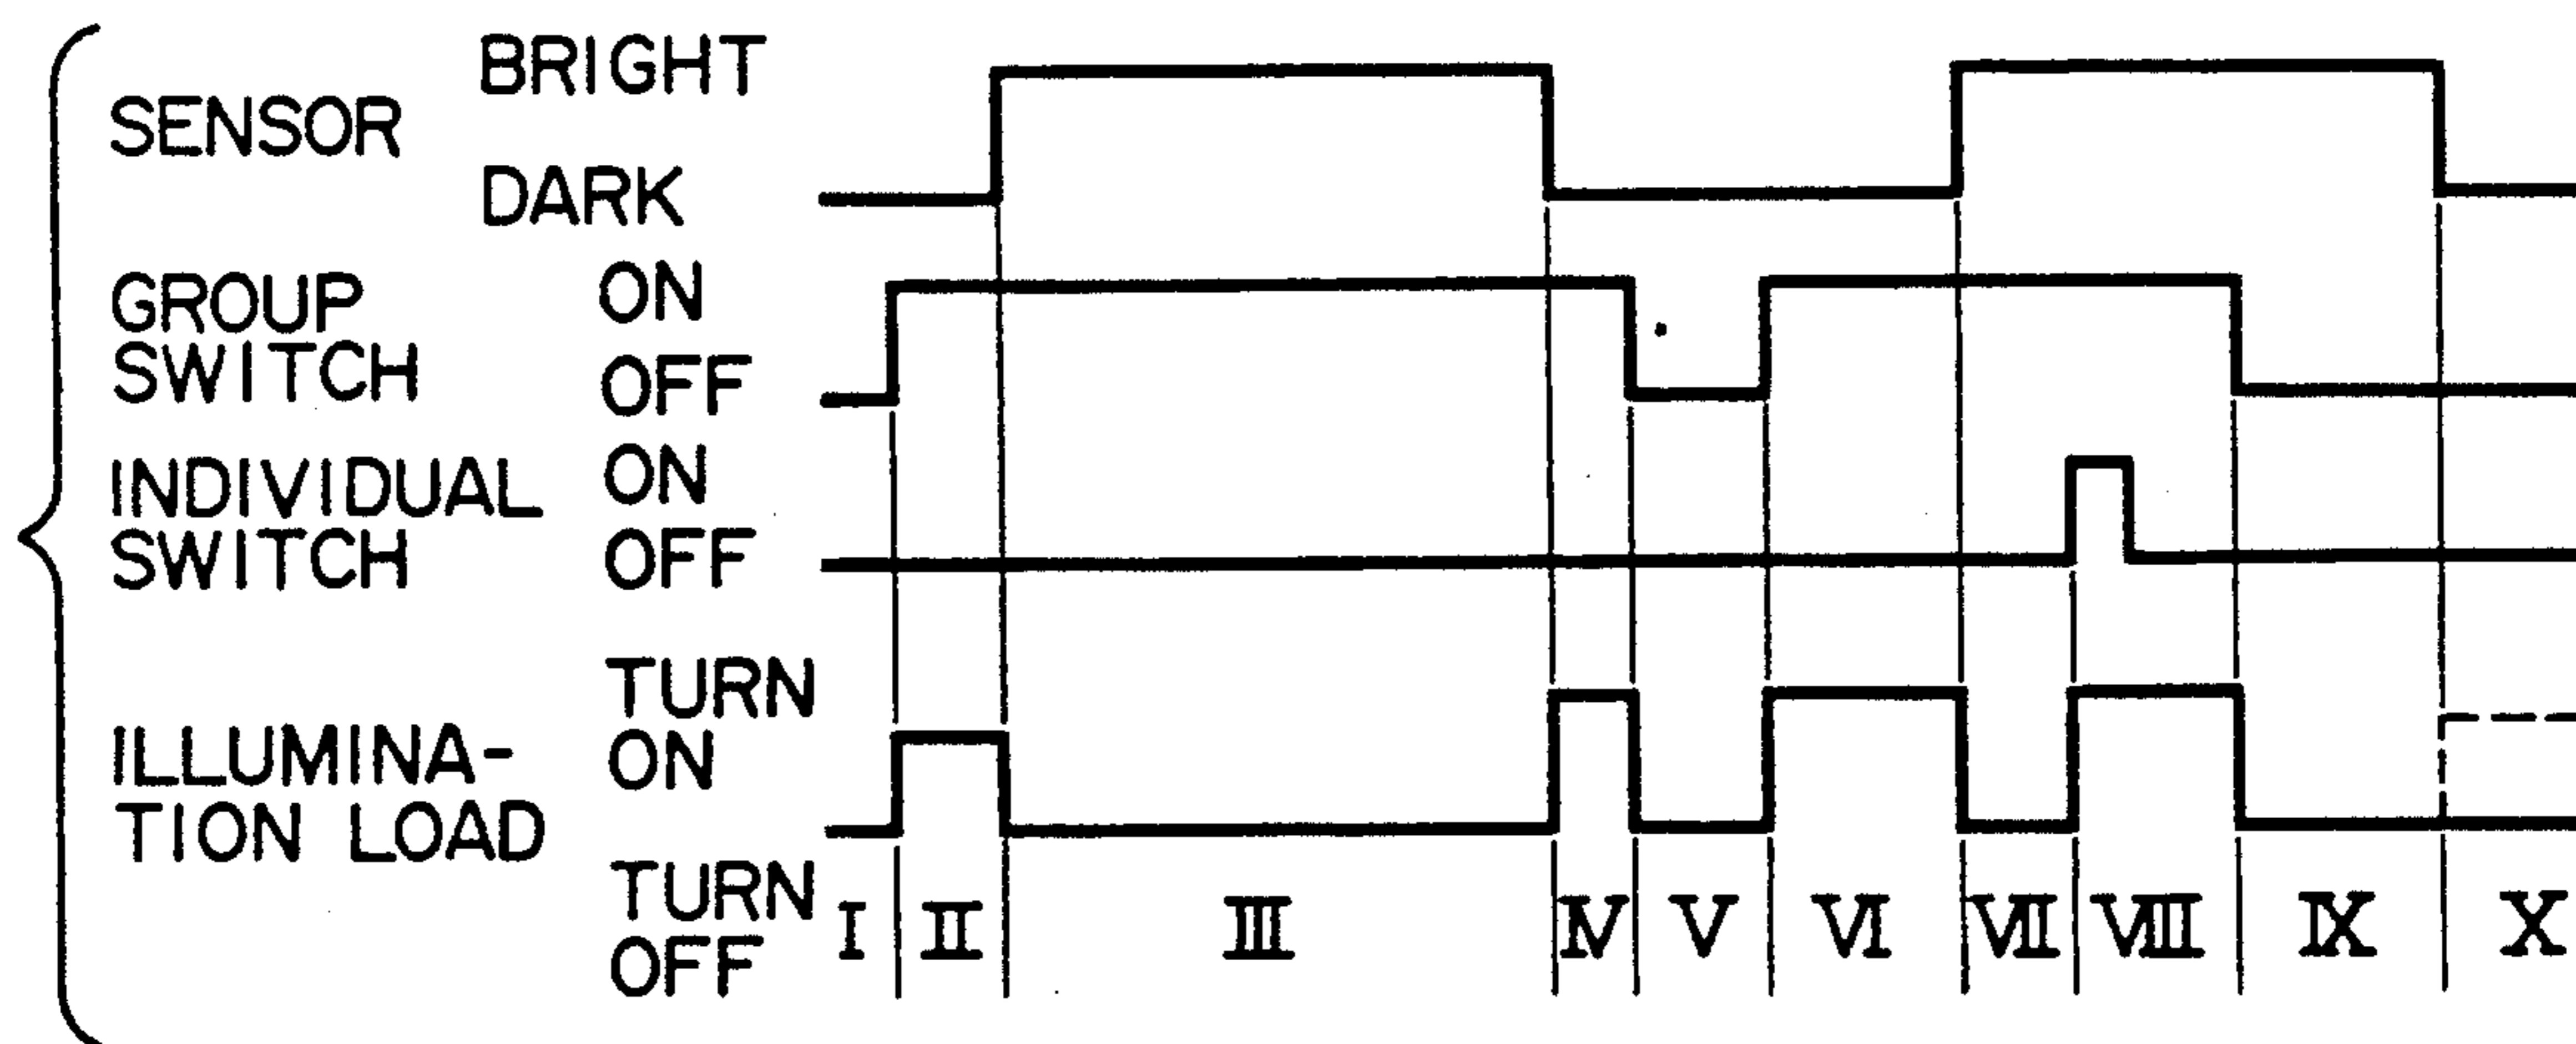 SENSOR
BRIGHT
DARK
GROUP
SWITCH
ON
OFF
INDIVIDUAL
SWITCH
ON
OFF
ILLUMINA-
TION LOAD
TURN
ON
TURN
OFF
I II III IV V VI VII VIII IX X